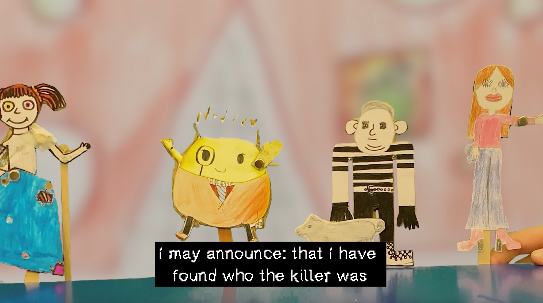 i may announce: that i have
found who the killer was